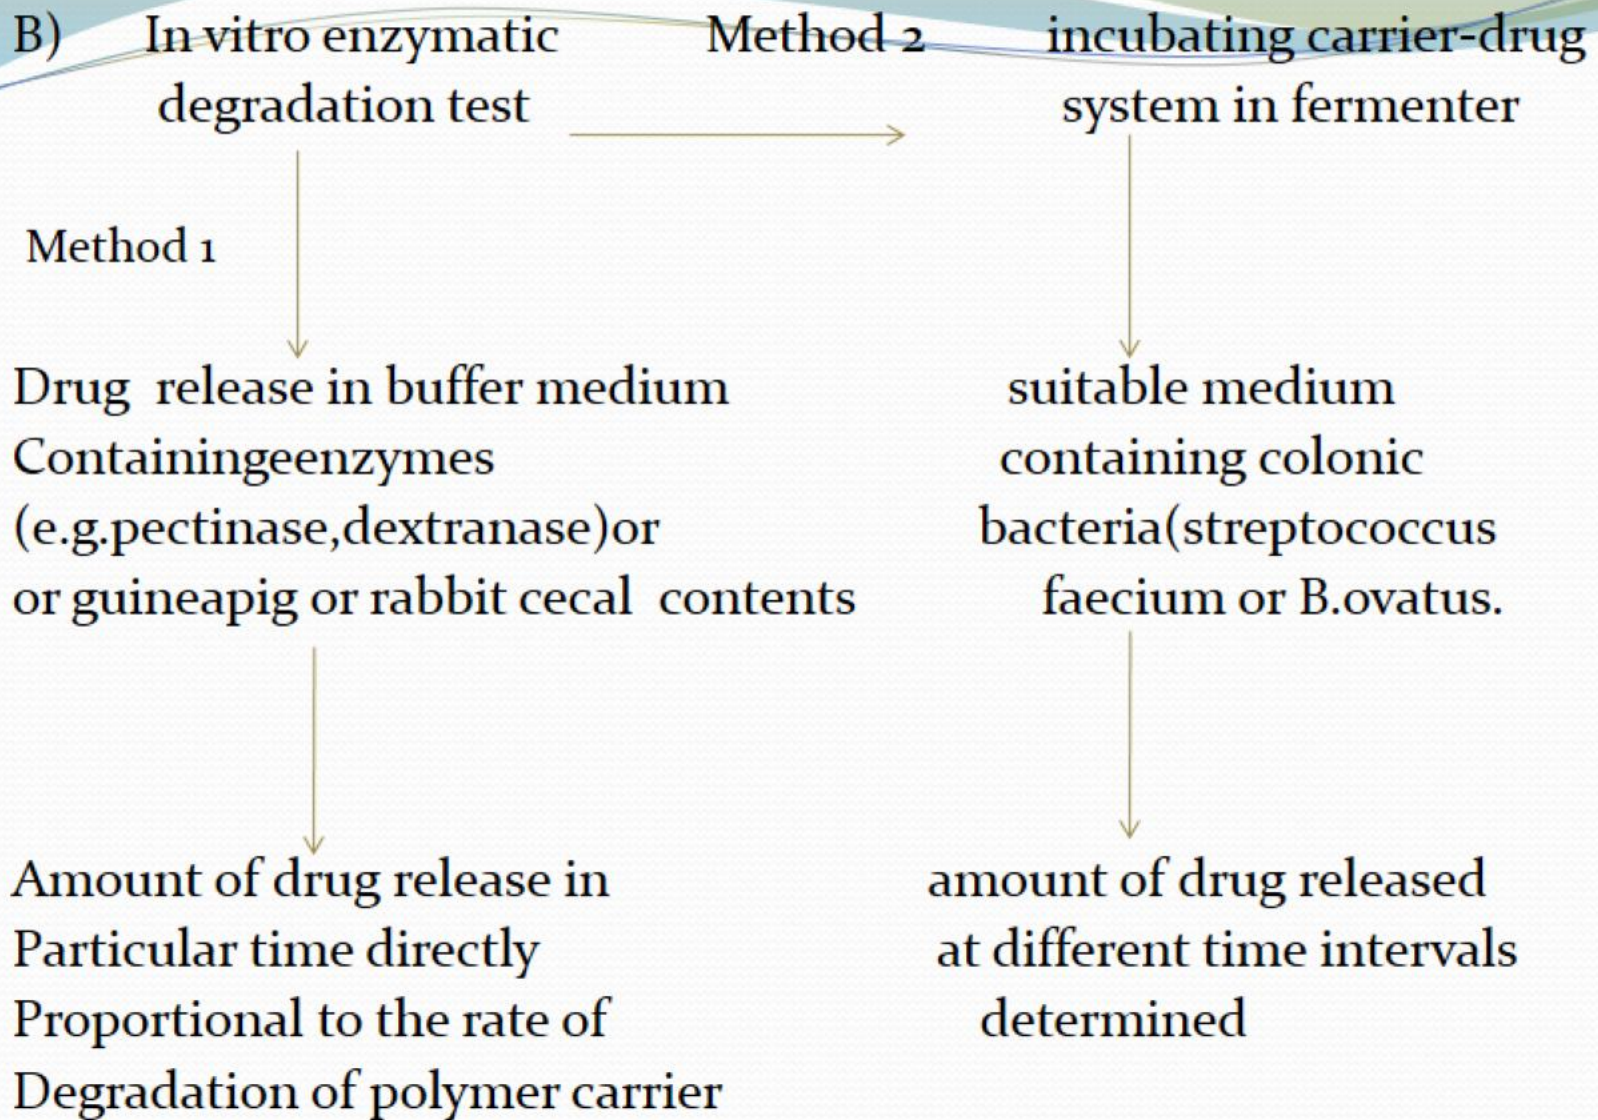 B) In vitro enzymatic
degradation test
Method 2
incubating carrier-drug
system in fermenter
Method 1
Drug release in buffer medium
Containingeenzymes
(e.g.pectinase,dextranase)or
or guineapig or rabbit cecal contents
Amount of drug release in
Particular time directly
Proportional to the rate of
Degradation of polymer carrier
suitable medium
containing colonic
bacteria(streptococcus
faecium or B.ovatus.
amount of drug released
at different time intervals
determined